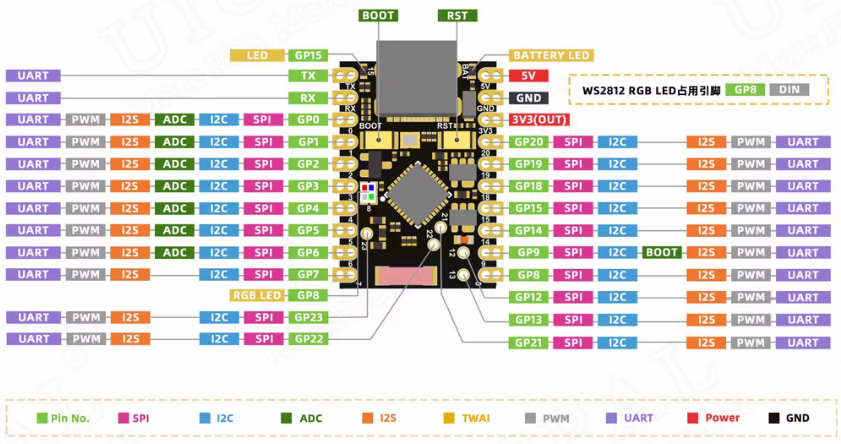 BOOT RST
LED GP15 BATTERY LED
UART TX 5V
UART RX GND
WS2812 RGB LED占用引脚 GP8 DIN
UART PWM I2S ADC I2C SPI GP0 3V3(OUT)
UART PWM I2S ADC I2C SPI GP1 GP20 SPI I2C I2S PWM UART
UART PWM I2S ADC I2C SPI GP2 GP19 SPI I2C I2S PWM UART
UART PWM I2S ADC I2C SPI GP3 GP18 SPI I2C I2S PWM UART
UART PWM I2S ADC I2C SPI GP4 GP15 SPI I2C I2S PWM UART
UART PWM I2S ADC I2C SPI GP5 GP14 SPI I2C I2S PWM UART
UART PWM I2S ADC I2C SPI GP6 GP9 SPI I2C BOOT I2S PWM UART
UART PWM I2S I2C SPI GP7 GP8 SPI I2C I2S PWM UART
RGB LED GP8 GP12 SPI I2C I2S PWM UART
UART PWM I2S I2C SPI GP23 GP13 SPI I2C I2S PWM UART
UART PWM I2S I2C SPI GP22 GP21 SPI I2C I2S PWM UART
15 BAT
TX 5V
RX GND
BOOT RST 3V3
0
1 20
2 19
3 18
4 15
5 14
6 9
21
22
23
12
13
Pin No. SPI I2C ADC I2S TWAI PWM UART Power GND